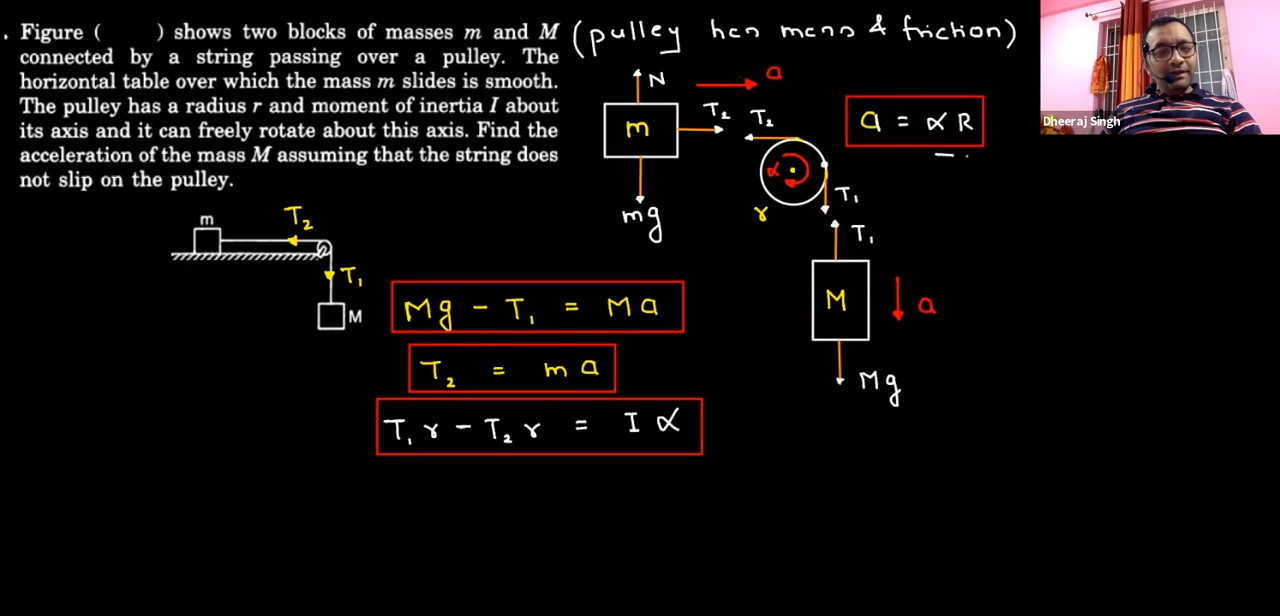 . Figure ( ) shows two blocks of masses m and M
connected by a string passing over a pulley. The
horizontal table over which the mass m slides is smooth.
The pulley has a radius r and moment of inertia I about
its axis and it can freely rotate about this axis. Find the
acceleration of the mass M assuming that the string does
not slip on the pulley.
(pulley has mass & friction)
N
a
m
T₂
T₂
a = α R
α
mg
r
T₁
T₁
M
a
Mg
m
T₂
T₁
M
Mg - T₁ = Ma
T₂ = ma
T₁ r - T₂ r = I α
Dheeraj Singh